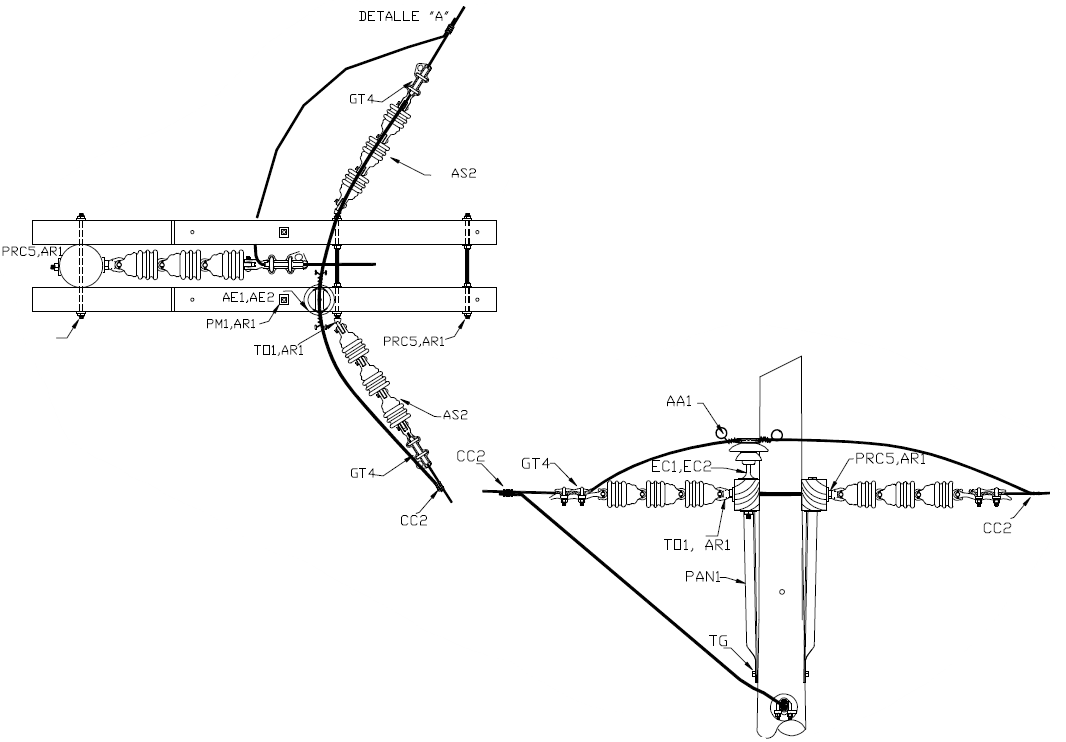 DETALLE "A"
GT4
AS2
PRC5,AR1
AE1,AE2
PM1,AR1
TO1,AR1
PRC5,AR1
AS2
GT4
CC2
AA1
CC2
GT4
EC1,EC2
PRC5,AR1
CC2
TO1, AR1
PAN1
TG